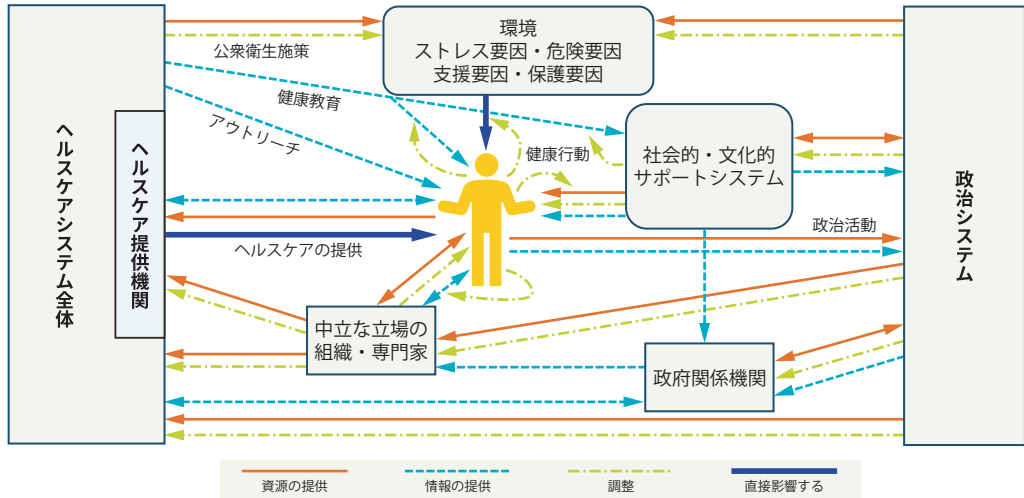 環境
ストレス要因・危険要因
支援要因・保護要因
公衆衛生施策
健康教育
アウトリーチ
健康行動
社会的・文化的
サポートシステム
ヘルスケアシステム全体
ヘルスケア提供機関
政治システム
政治活動
ヘルスケアの提供
中立な立場の
組織・専門家
政府関係機関
資源の提供
情報の提供
調整
直接影響する